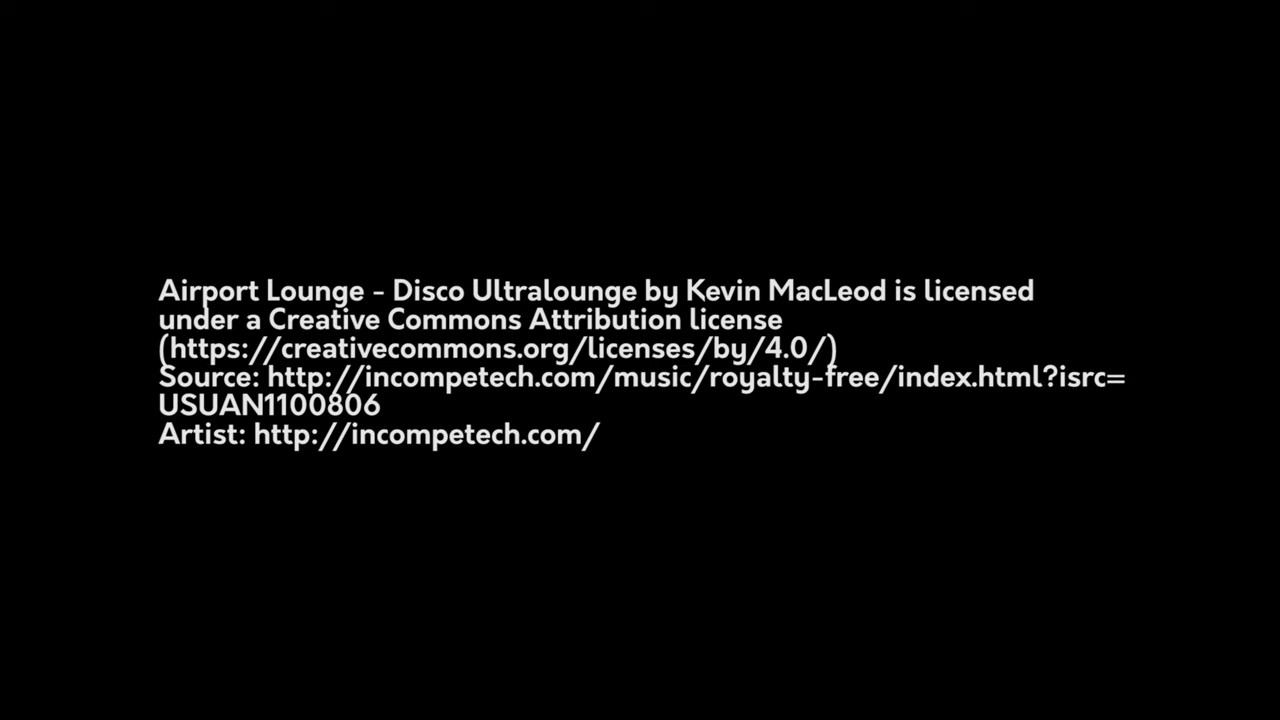 Airport Lounge - Disco Ultralounge by Kevin MacLeod is licensed
under a Creative Commons Attribution license
(https://creativecommons.org/licenses/by/4.0/)
Source: http://incompetech.com/music/royalty-free/index.html?isrc=
USUAN1100806
Artist: http://incompetech.com/